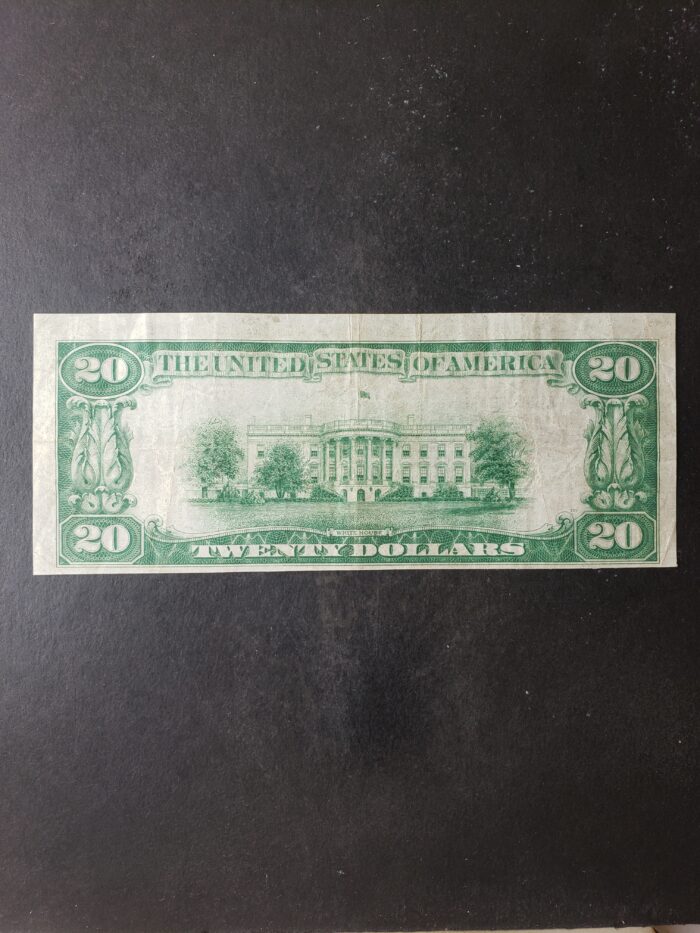 20 THE UNITED STATES OF AMERICA 20
WHITE HOUSE
20 TWENTY DOLLARS 20